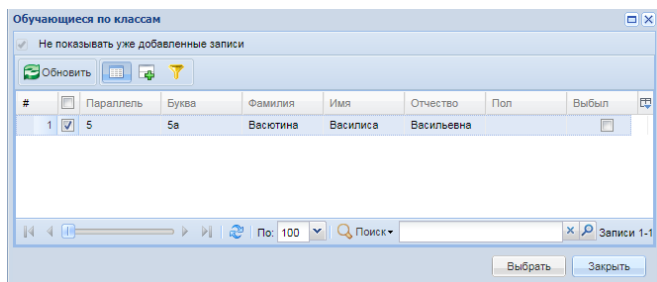 Обучающиеся по классам
Не показывать уже добавленные записи
Обновить
# Параллель Буква Фамилия Имя Отчество Пол Выбыл
1 5 5а Васютина Василиса Васильевна
По: 100 Поиск Записи 1-1
Выбрать Закрыть